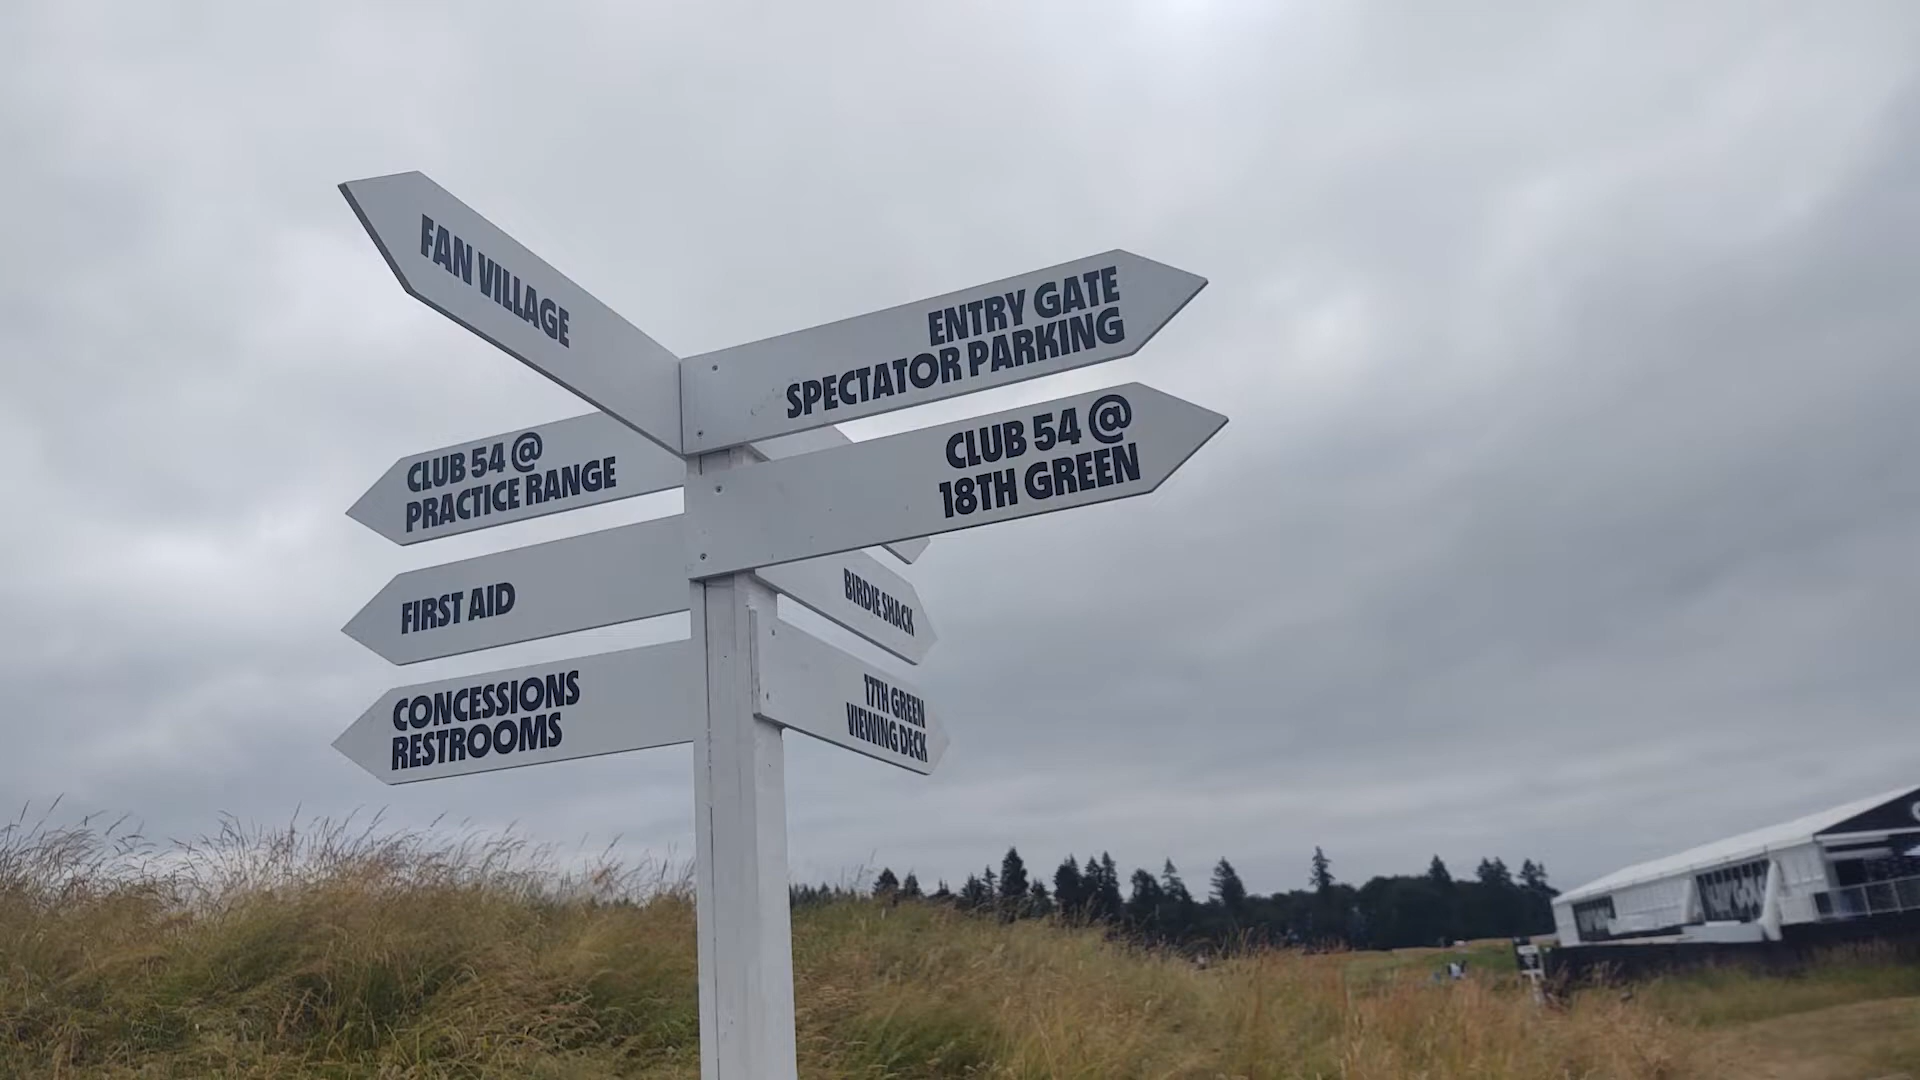 FAN VILLAGE
ENTRY GATE
SPECTATOR PARKING
CLUB 54 @
PRACTICE RANGE
CLUB 54 @
18TH GREEN
FIRST AID
BIRDIE SHACK
CONCESSIONS
RESTROOMS
17TH GREEN
VIEWING DECK